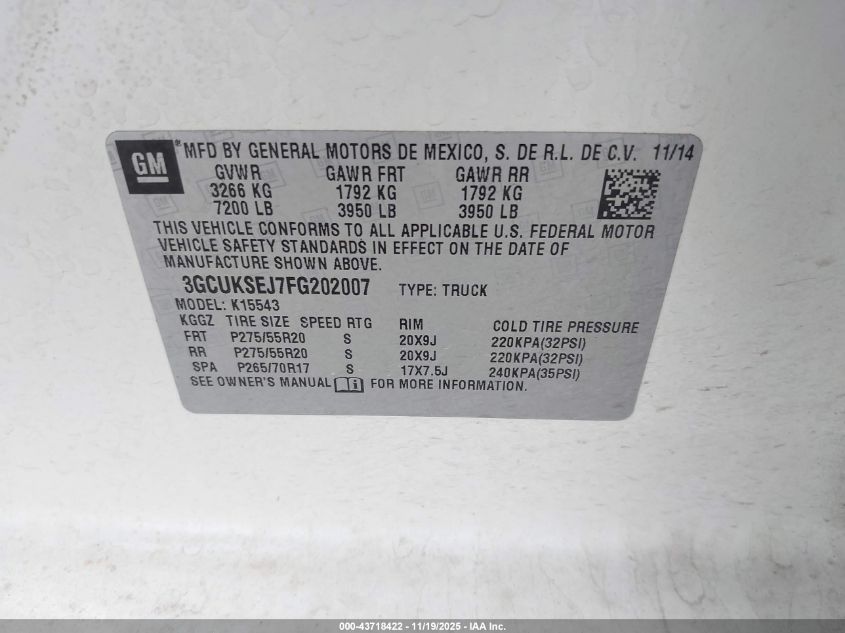 GM
MFD BY GENERAL MOTORS DE MEXICO, S. DE R.L. DE C.V. 11/14
GVWR GAWR FRT GAWR RR
3266 KG 1792 KG 1792 KG
7200 LB 3950 LB 3950 LB
THIS VEHICLE CONFORMS TO ALL APPLICABLE U.S. FEDERAL MOTOR
VEHICLE SAFETY STANDARDS IN EFFECT ON THE DATE OF
MANUFACTURE SHOWN ABOVE.
3GCUKSEJ7FG202007 TYPE: TRUCK
MODEL: K15543
KGGZ TIRE SIZE SPEED RTG RIM COLD TIRE PRESSURE
FRT P275/55R20 S 20X9J 220KPA(32PSI)
RR P275/55R20 S 20X9J 220KPA(32PSI)
SPA P265/70R17 S 17X7.5J 240KPA(35PSI)
SEE OWNER'S MANUAL FOR MORE INFORMATION.
000-43718422 - 11/19/2025 - IAA Inc.